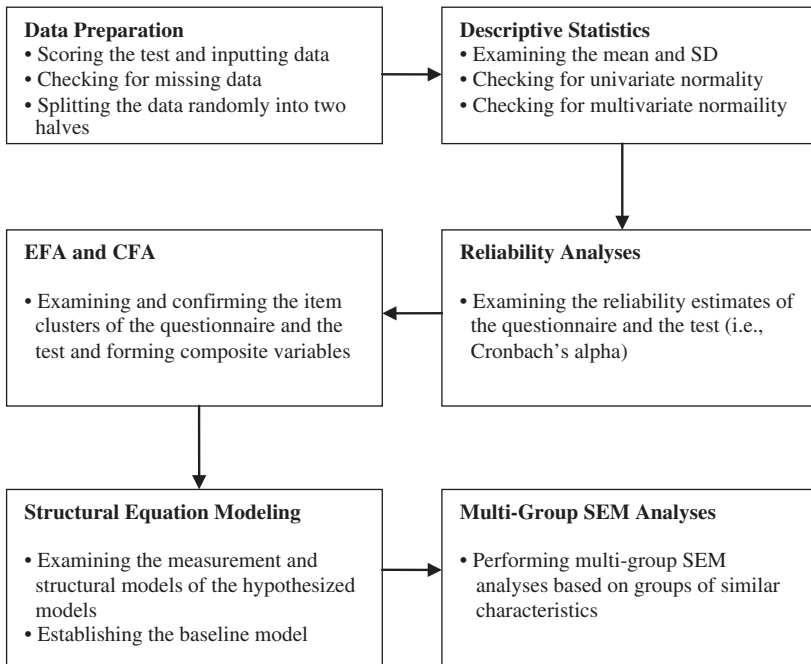 Data Preparation
• Scoring the test and inputting data
• Checking for missing data
• Splitting the data randomly into two
halves
Descriptive Statistics
• Examining the mean and SD
• Checking for univariate normality
• Checking for multivariate normaility
EFA and CFA
• Examining and confirming the item
clusters of the questionnaire and the
test and forming composite variables
Reliability Analyses
• Examining the reliability estimates of
the questionnaire and the test (i.e.,
Cronbach’s alpha)
Structural Equation Modeling
• Examining the measurement and
structural models of the hypothesized
models
• Establishing the baseline model
Multi-Group SEM Analyses
• Performing multi-group SEM
analyses based on groups of similar
characteristics